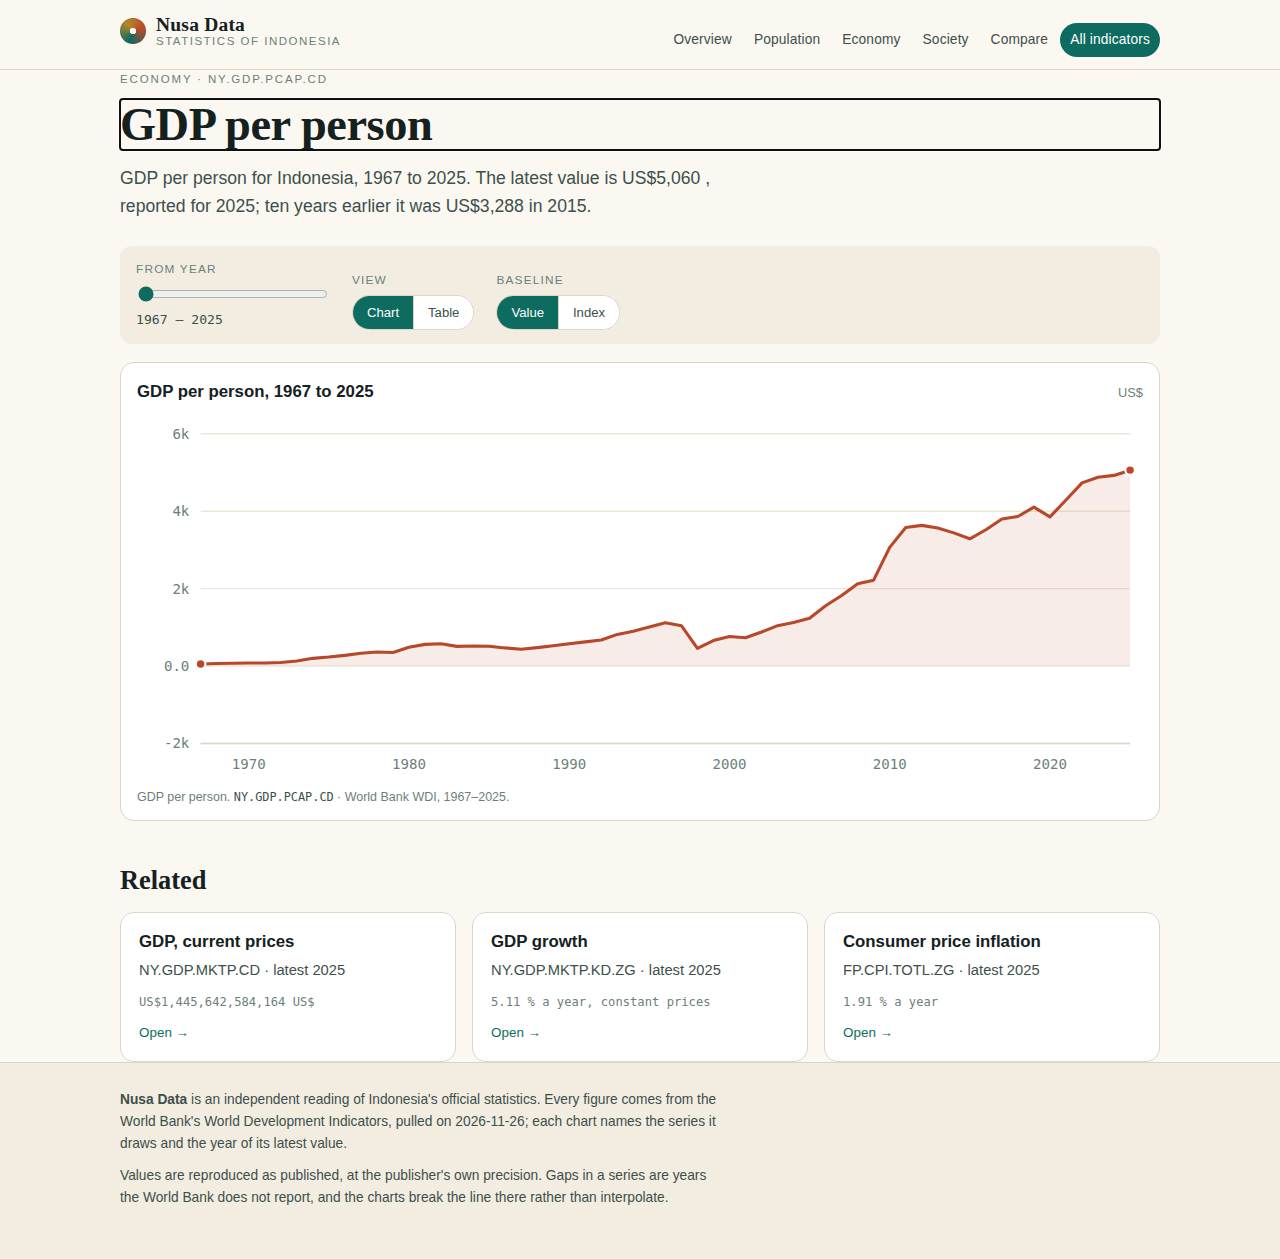 Nusa Data
STATISTICS OF INDONESIA
Overview Population Economy Society Compare All indicators
ECONOMY · NY.GDP.PCAP.CD
GDP per person
GDP per person for Indonesia, 1967 to 2025. The latest value is US$5,060 ,
reported for 2025; ten years earlier it was US$3,288 in 2015.
FROM YEAR
1967 — 2025
VIEW
Chart Table
BASELINE
Value Index
GDP per person, 1967 to 2025
US$
6k
4k
2k
0.0
-2k
1970 1980 1990 2000 2010 2020
GDP per person. NY.GDP.PCAP.CD · World Bank WDI, 1967–2025.
Related
GDP, current prices
NY.GDP.MKTP.CD · latest 2025
US$1,445,642,584,164 US$
Open →
GDP growth
NY.GDP.MKTP.KD.ZG · latest 2025
5.11 % a year, constant prices
Open →
Consumer price inflation
FP.CPI.TOTL.ZG · latest 2025
1.91 % a year
Open →
Nusa Data is an independent reading of Indonesia's official statistics. Every figure comes from the
World Bank's World Development Indicators, pulled on 2026-11-26; each chart names the series it
draws and the year of its latest value.
Values are reproduced as published, at the publisher's own precision. Gaps in a series are years
the World Bank does not report, and the charts break the line there rather than interpolate.